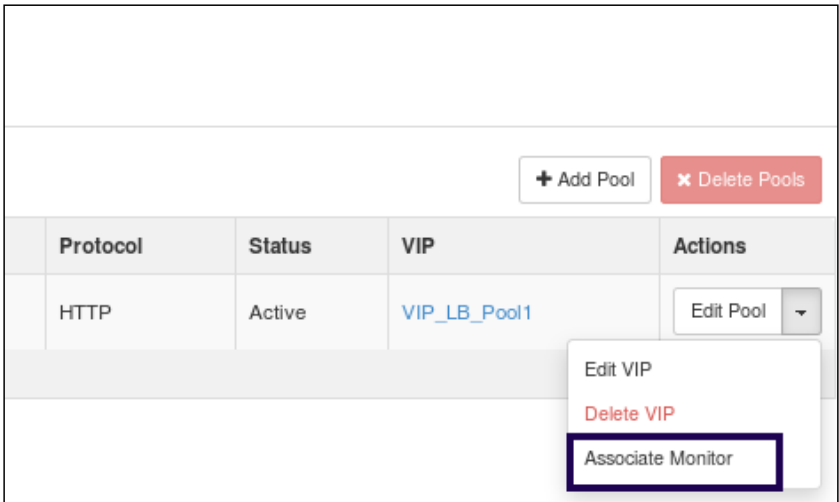 + Add Pool
× Delete Pools
Protocol Status VIP Actions
HTTP Active VIP_LB_Pool1 Edit Pool
Edit VIP
Delete VIP
Associate Monitor